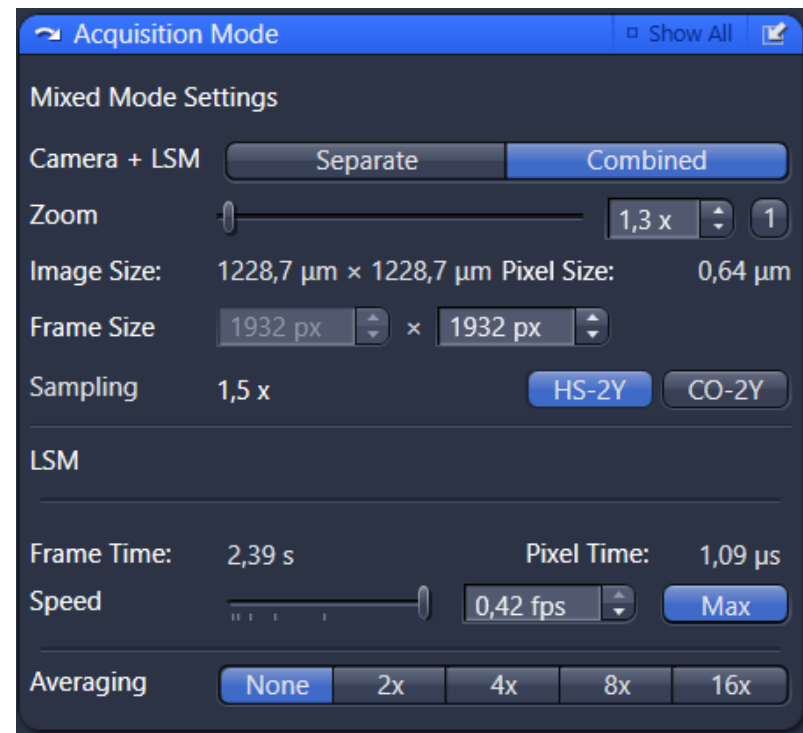 Acquisition Mode Show All
Mixed Mode Settings
Camera + LSM Separate Combined
Zoom 1,3 x 1
Image Size: 1228,7 µm × 1228,7 µm Pixel Size: 0,64 µm
Frame Size 1932 px × 1932 px
Sampling 1,5 x HS-2Y CO-2Y
LSM
Frame Time: 2,39 s Pixel Time: 1,09 µs
Speed 0,42 fps Max
Averaging None 2x 4x 8x 16x